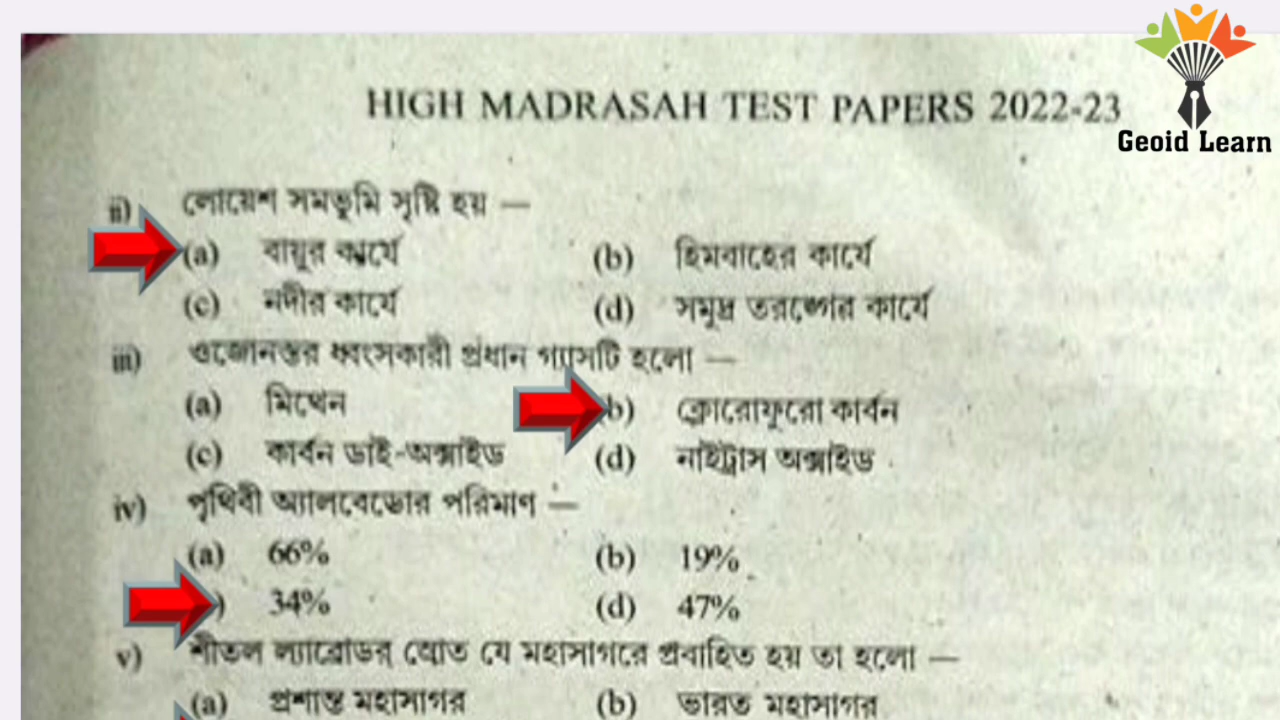 HIGH MADRASAH TEST PAPERS 2022-23
Geoid Learn
ii) লোয়েশ সমভূমি সৃষ্টি হয় —
(a) বায়ুর কার্যে (b) হিমবাহের কার্যে
(c) নদীর কার্যে (d) সমুদ্র তরঙ্গের কার্যে
iii) ওজোনস্তর ধ্বংসকারী প্রধান গ্যাসটি হলো —
(a) মিথেন b) ক্লোরোফুরো কার্বন
(c) কার্বন ডাই-অক্সাইড (d) নাইট্রাস অক্সাইড
iv) পৃথিবী অ্যালবেডোর পরিমাণ —
(a) 66% (b) 19%
) 34% (d) 47%
v) শীতল ল্যাব্রোডর স্রোত যে মহাসাগরে প্রবাহিত হয় তা হলো —
(a) প্রশান্ত মহাসাগর (b) ভারত মহাসাগর